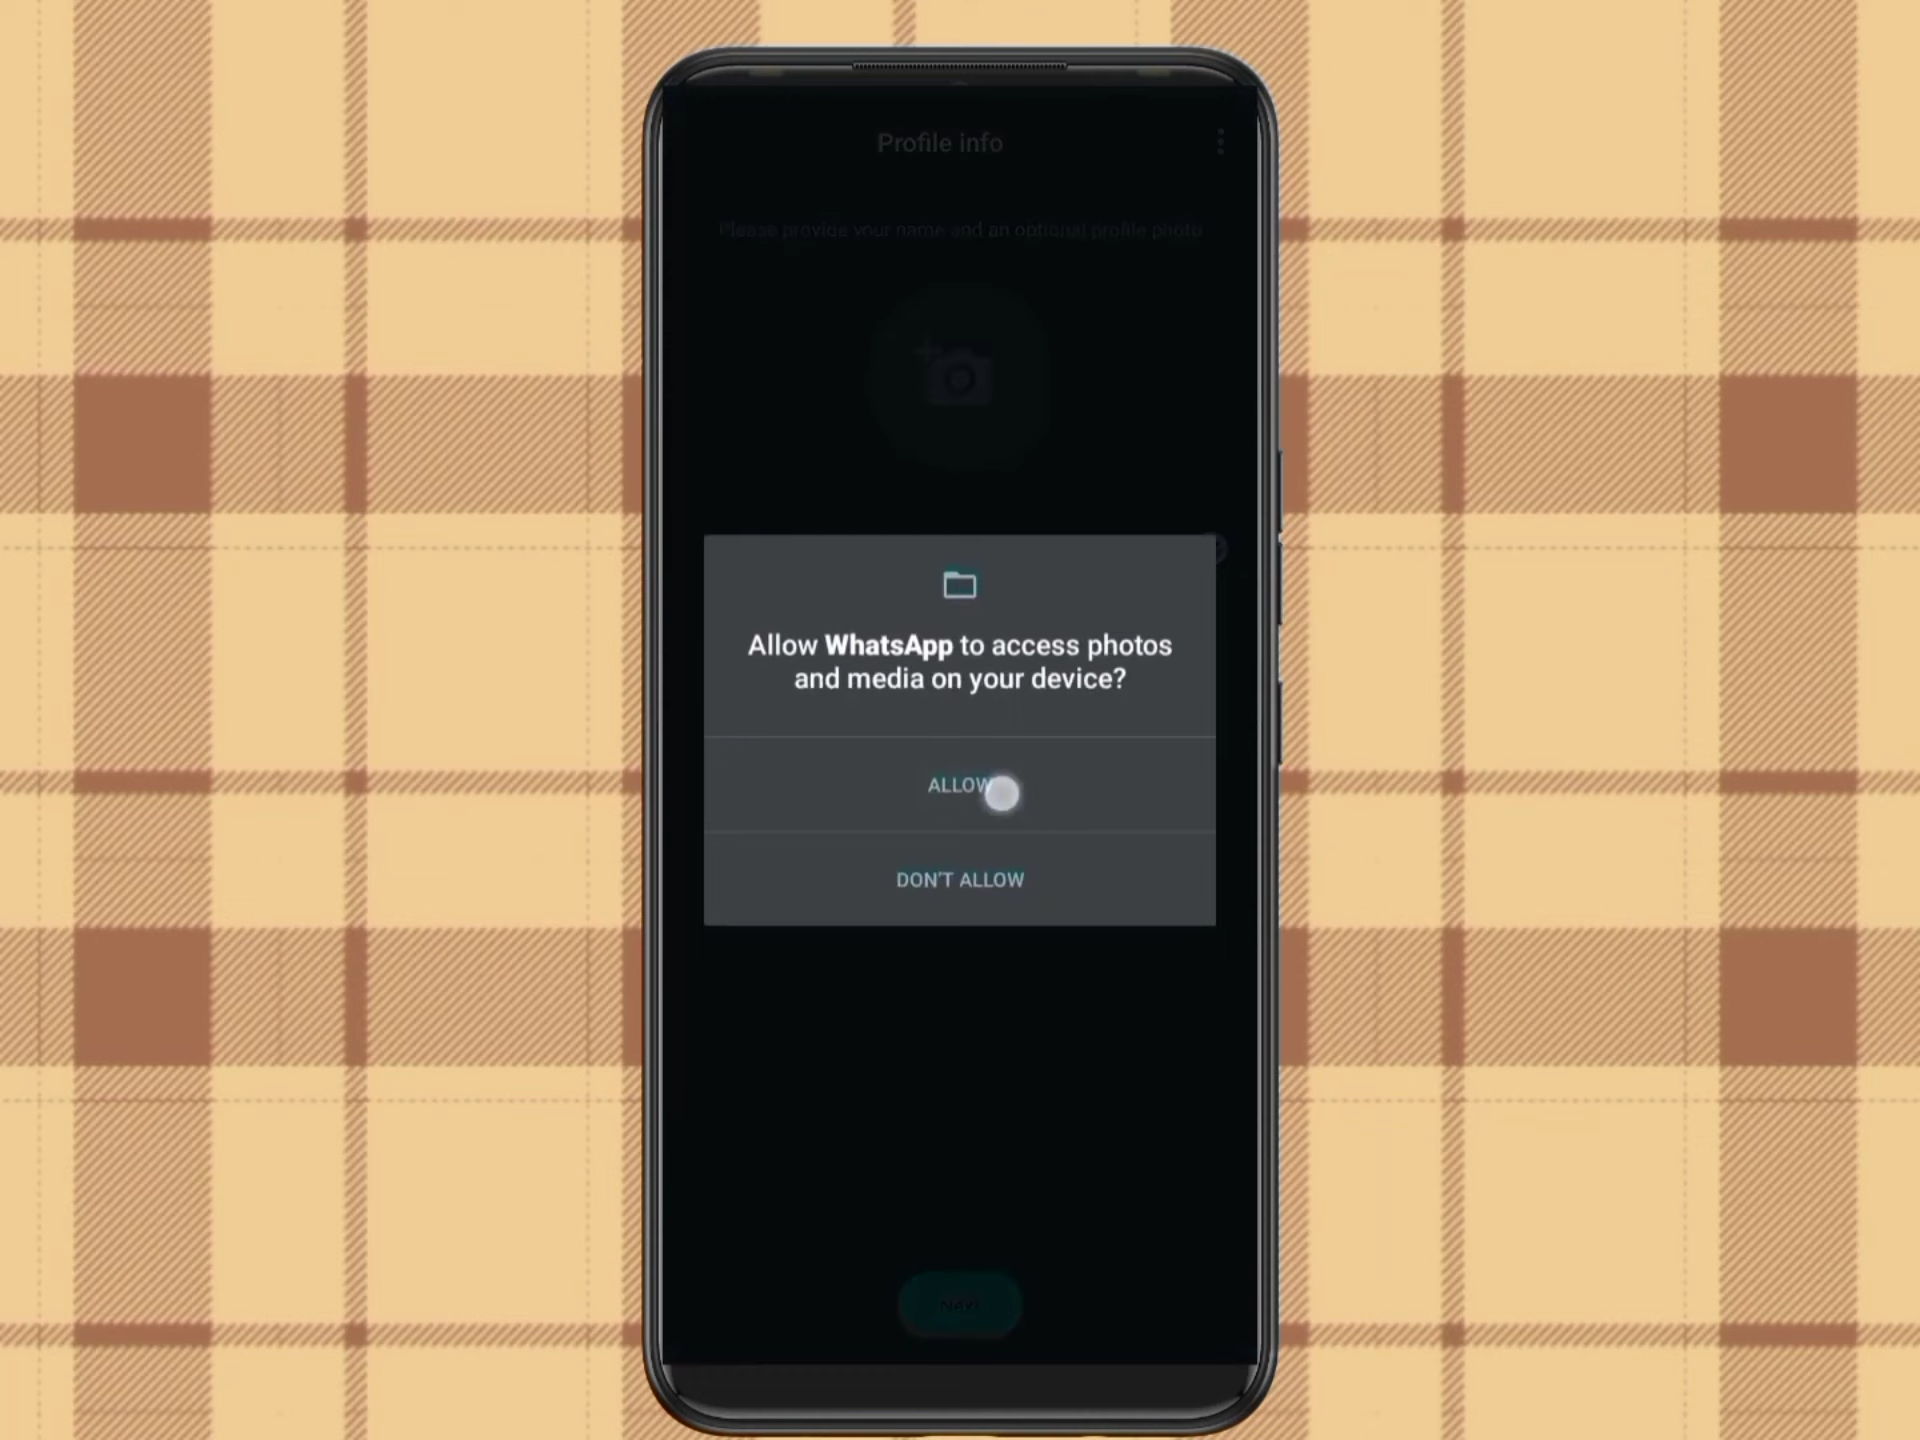 Profile info
Please provide your name and an optional profile photo
Allow WhatsApp to access photos
and media on your device?
ALLOW
DON'T ALLOW
Next